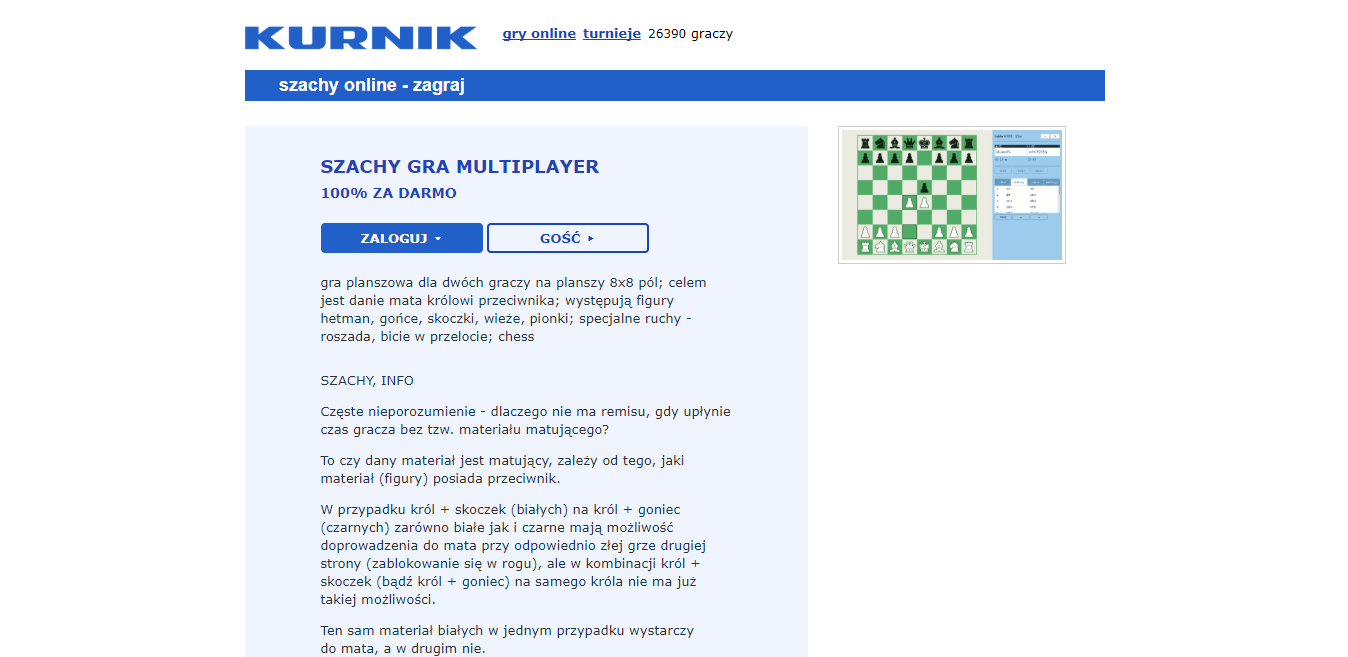 KURNIK
gry online turnieje 26390 graczy
szachy online - zagraj
SZACHY GRA MULTIPLAYER
100% ZA DARMO
ZALOGUJ
GOŚĆ
gra planszowa dla dwóch graczy na planszy 8x8 pól; celem
jest danie mata królowi przeciwnika; występują figury
hetman, gońce, skoczki, wieże, pionki; specjalne ruchy -
roszada, bicie w przelocie; chess
SZACHY, INFO
Częste nieporozumienie - dlaczego nie ma remisu, gdy upłynie
czas gracza bez tzw. materiału matującego?
To czy dany materiał jest matujący, zależy od tego, jaki
materiał (figury) posiada przeciwnik.
W przypadku król + skoczek (białych) na król + goniec
(czarnych) zarówno białe jak i czarne mają możliwość
doprowadzenia do mata przy odpowiednio złej grze drugiej
strony (zablokowanie się w rogu), ale w kombinacji król +
skoczek (bądź król + goniec) na samego króla nie ma już
takiej możliwości.
Ten sam materiał białych w jednym przypadku wystarczy
do mata, a w drugim nie.